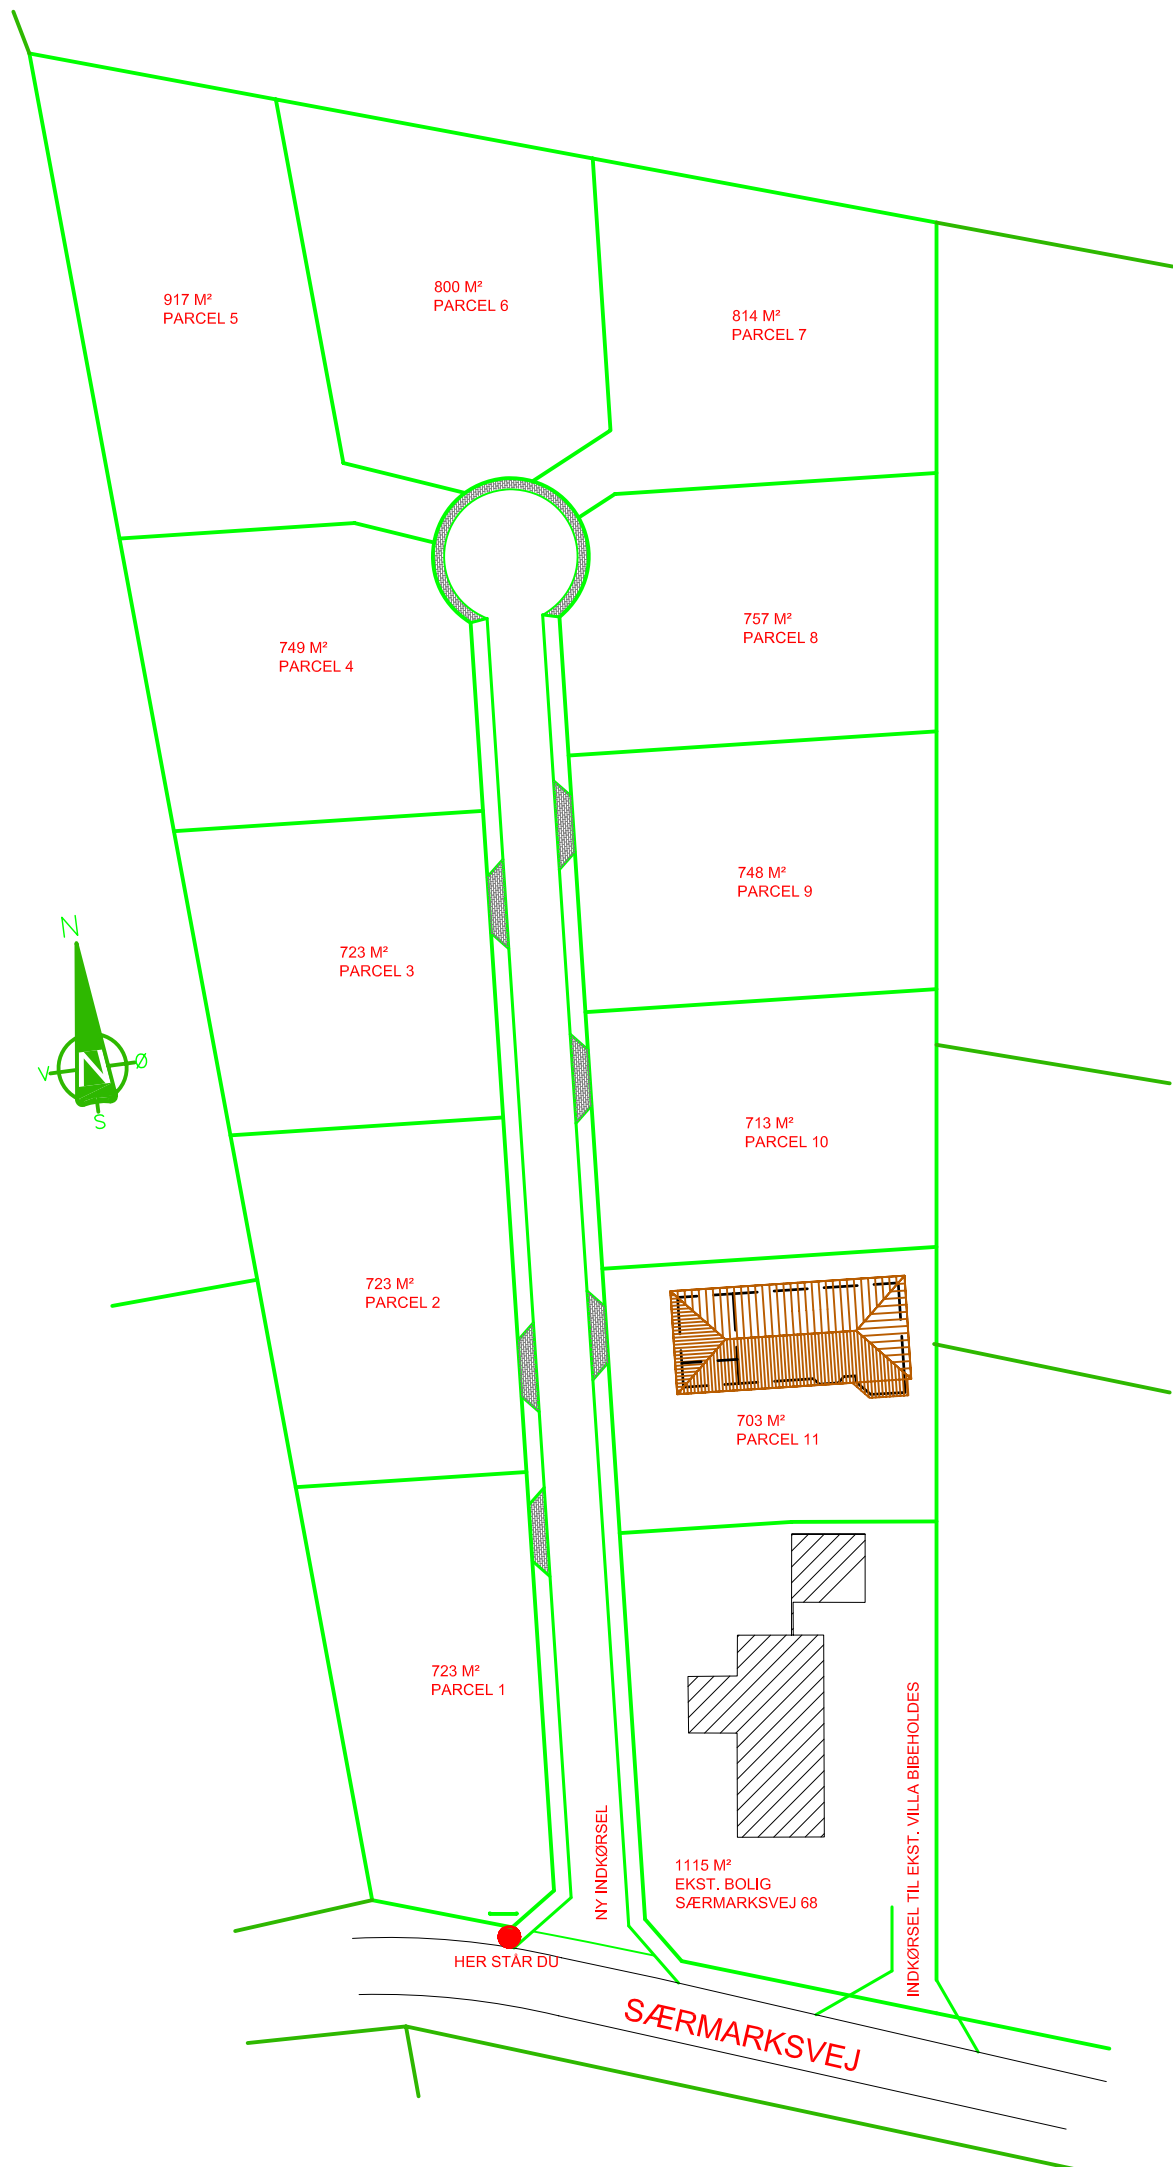 917 M²
PARCEL 5
800 M²
PARCEL 6
814 M²
PARCEL 7
749 M²
PARCEL 4
757 M²
PARCEL 8
748 M²
PARCEL 9
723 M²
PARCEL 3
N
V
N
Ø
S
713 M²
PARCEL 10
723 M²
PARCEL 2
703 M²
PARCEL 11
723 M²
PARCEL 1
NY INDKØRSEL
1115 M²
EKST. BOLIG
SÆRMARKSVEJ 68
INDKØRSEL TIL EKST. VILLA BIBEHOLDES
HER STÅR DU
SÆRMARKSVEJ